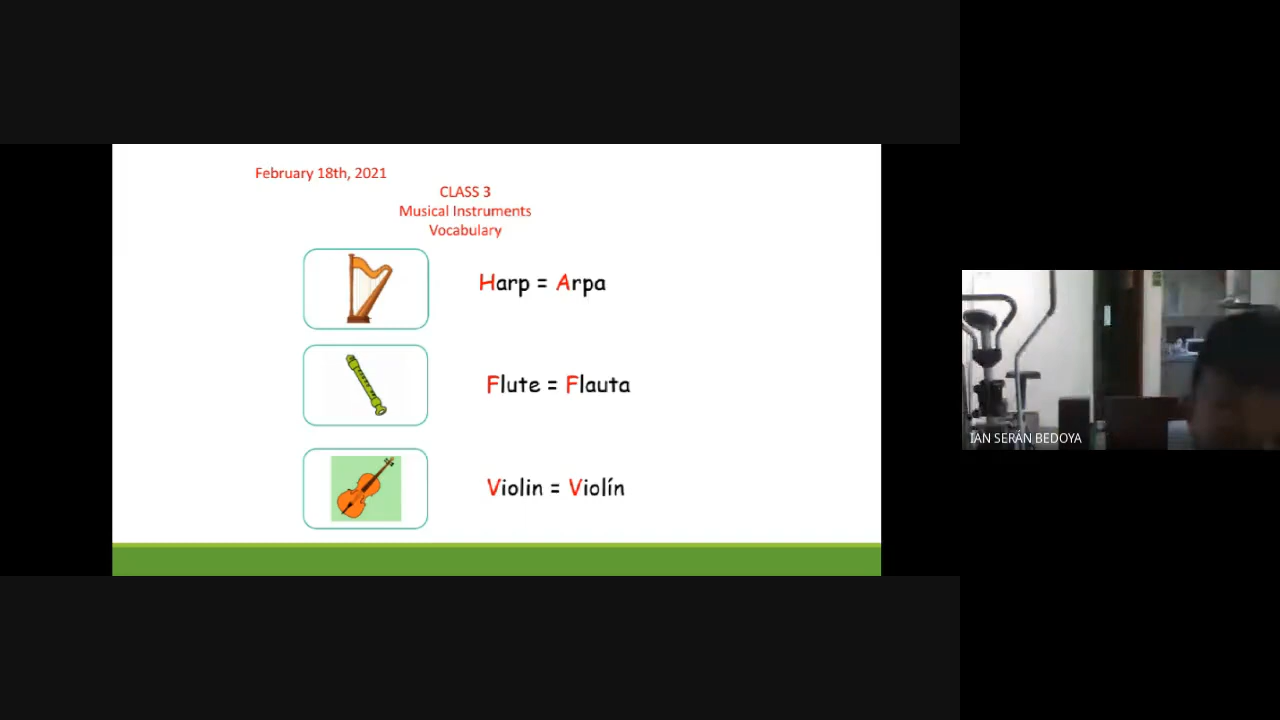 February 18th, 2021
CLASS 3
Musical Instruments
Vocabulary
Harp = Arpa
Flute = Flauta
Violin = Violín
IAN SERÁN BEDOYA